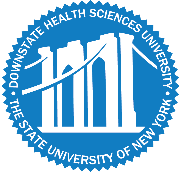 DOWNSTATE HEALTH SCIENCES UNIVERSITY
THE STATE UNIVERSITY OF NEW YORK